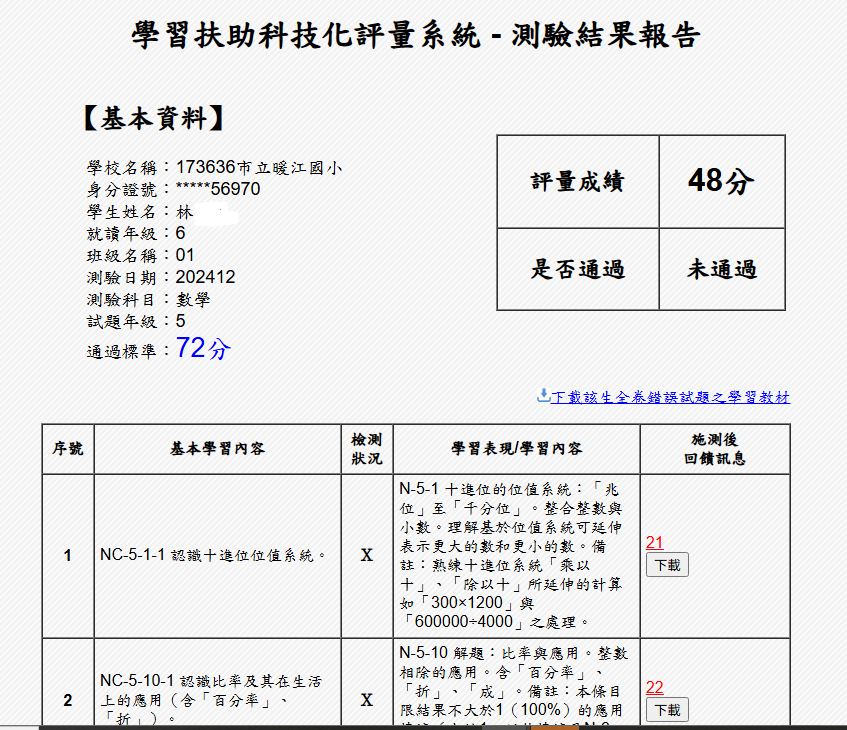 學習扶助科技化評量系統 - 測驗結果報告
【基本資料】
學校名稱：173636市立暖江國小
身分證號：*****56970
學生姓名：林
就讀年級：6
班級名稱：01
測驗日期：202412
測驗科目：數學
試題年級：5
通過標準：72分
評量成績 48分
是否通過 未通過
下載該生全卷錯誤試題之學習教材
序號 基本學習內容 檢測狀況 學習表現/學習內容 施測後回饋訊息
1
NC-5-1-1 認識十進位位值系統。
X
N-5-1 十進位的位值系統：「兆
位」至「千分位」。整合整數與
小數。理解基於位值系統可延伸
表示更大的數和更小的數。備
註：熟練十進位系統「乘以
十」、「除以十」所延伸的計算
如「300×1200」與
「600000÷4000」之處理。
21
下載
2
NC-5-10-1 認識比率及其在生活
上的應用（含「百分率」、
「折」）。
X
N-5-10 解題：比率與應用。整數
相除的應用。含「百分率」、
「折」、「成」。備註：本條目
限結果不大於1（100%）的應用
22
下載